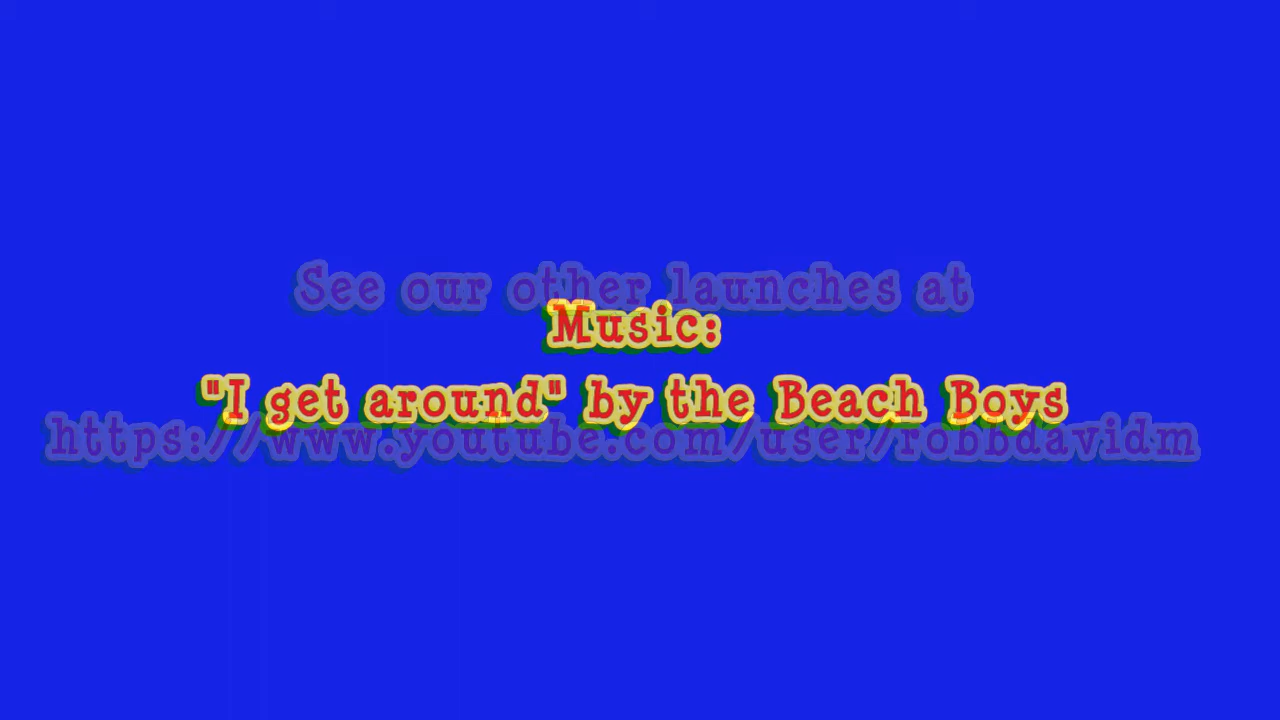 See our other launches at
Music:
"I get around" by the Beach Boys
https://www.youtube.com/user/robbdavidm